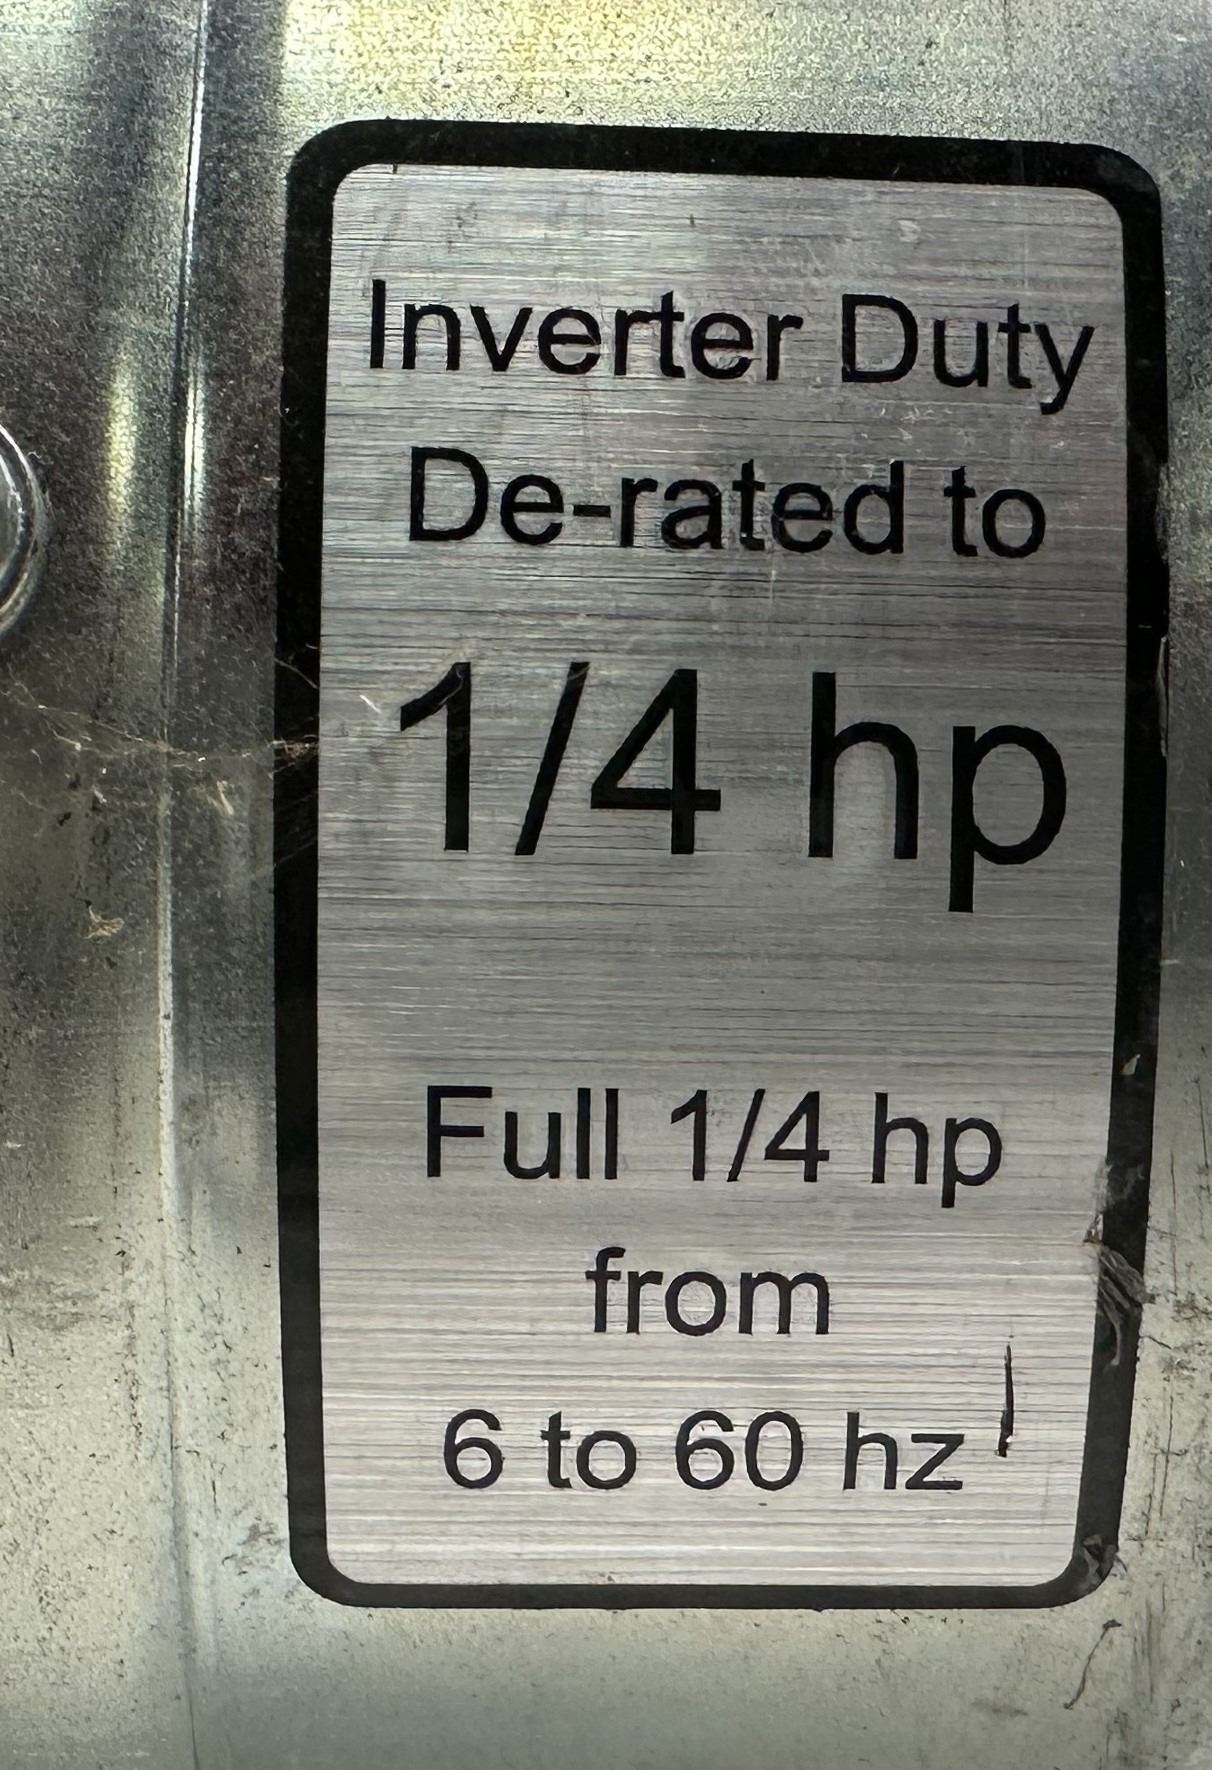 Inverter Duty
De-rated to
1/4 hp
Full 1/4 hp
from
6 to 60 hz